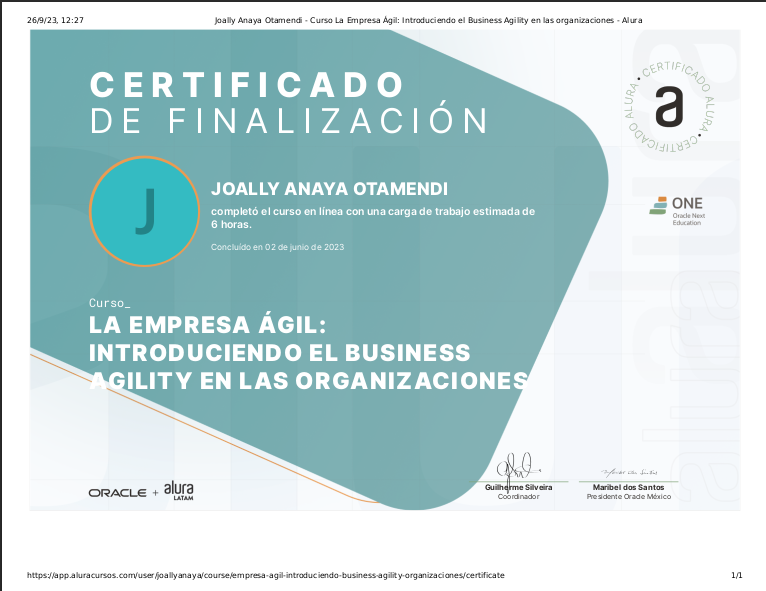 26/9/23, 12:27
Joally Anaya Otamendi - Curso La Empresa Ágil: Introduciendo el Business Agility en las organizaciones - Alura
CERTIFICADO
DE FINALIZACIÓN
• CERTIFICADO ALURA • CERTIFICADO ALURA
a
J
JOALLY ANAYA OTAMENDI
completó el curso en línea con una carga de trabajo estimada de
6 horas.
Concluído en 02 de junio de 2023
ONE
Oracle Next
Education
Curso_
LA EMPRESA ÁGIL:
INTRODUCIENDO EL BUSINESS
AGILITY EN LAS ORGANIZACIONES
ORACLE + alura
LATAM
Guilherme Silveira
Coordinador
Maribel dos Santos
Presidente Oracle México
https://app.aluracursos.com/user/joallyanaya/course/empresa-agil-introduciendo-business-agility-organizaciones/certificate
1/1